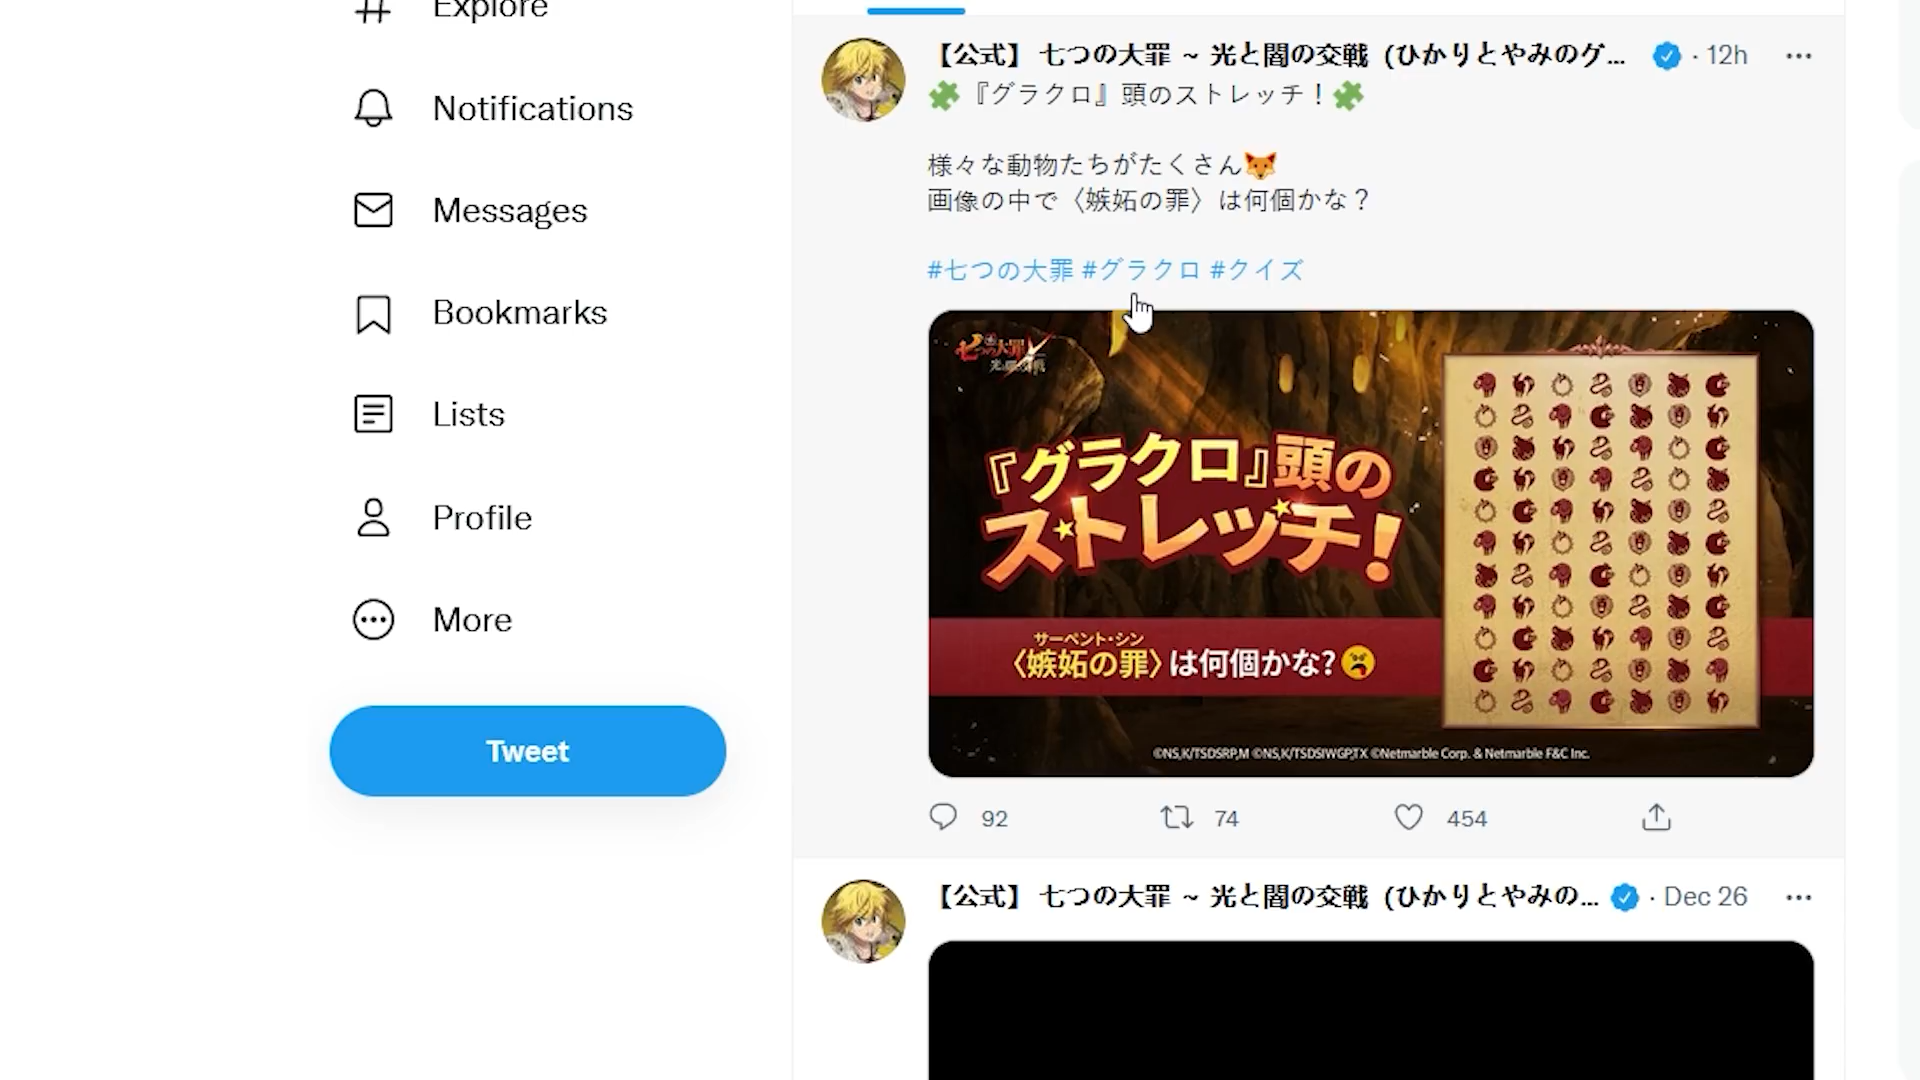 Explore
Notifications
Messages
Bookmarks
Lists
Profile
More
Tweet
【公式】 七つの大罪 ~ 光と闇の交戦 (ひかりとやみのグ... · 12h
『グラクロ』頭のストレッチ！
様々な動物たちがたくさん
画像の中で〈嫉妬の罪〉は何個かな？
#七つの大罪 #グラクロ #クイズ
七つの大罪
光と闇の交戦
『グラクロ』頭の
ストレッチ!
サーペント・シン
〈嫉妬の罪〉は何個かな?
©NS,K/TSDSRP,M ©NS,K/TSDSIWGP,TX ©Netmarble Corp. & Netmarble F&C Inc.
92 74 454
【公式】 七つの大罪 ~ 光と闇の交戦 (ひかりとやみの... · Dec 26